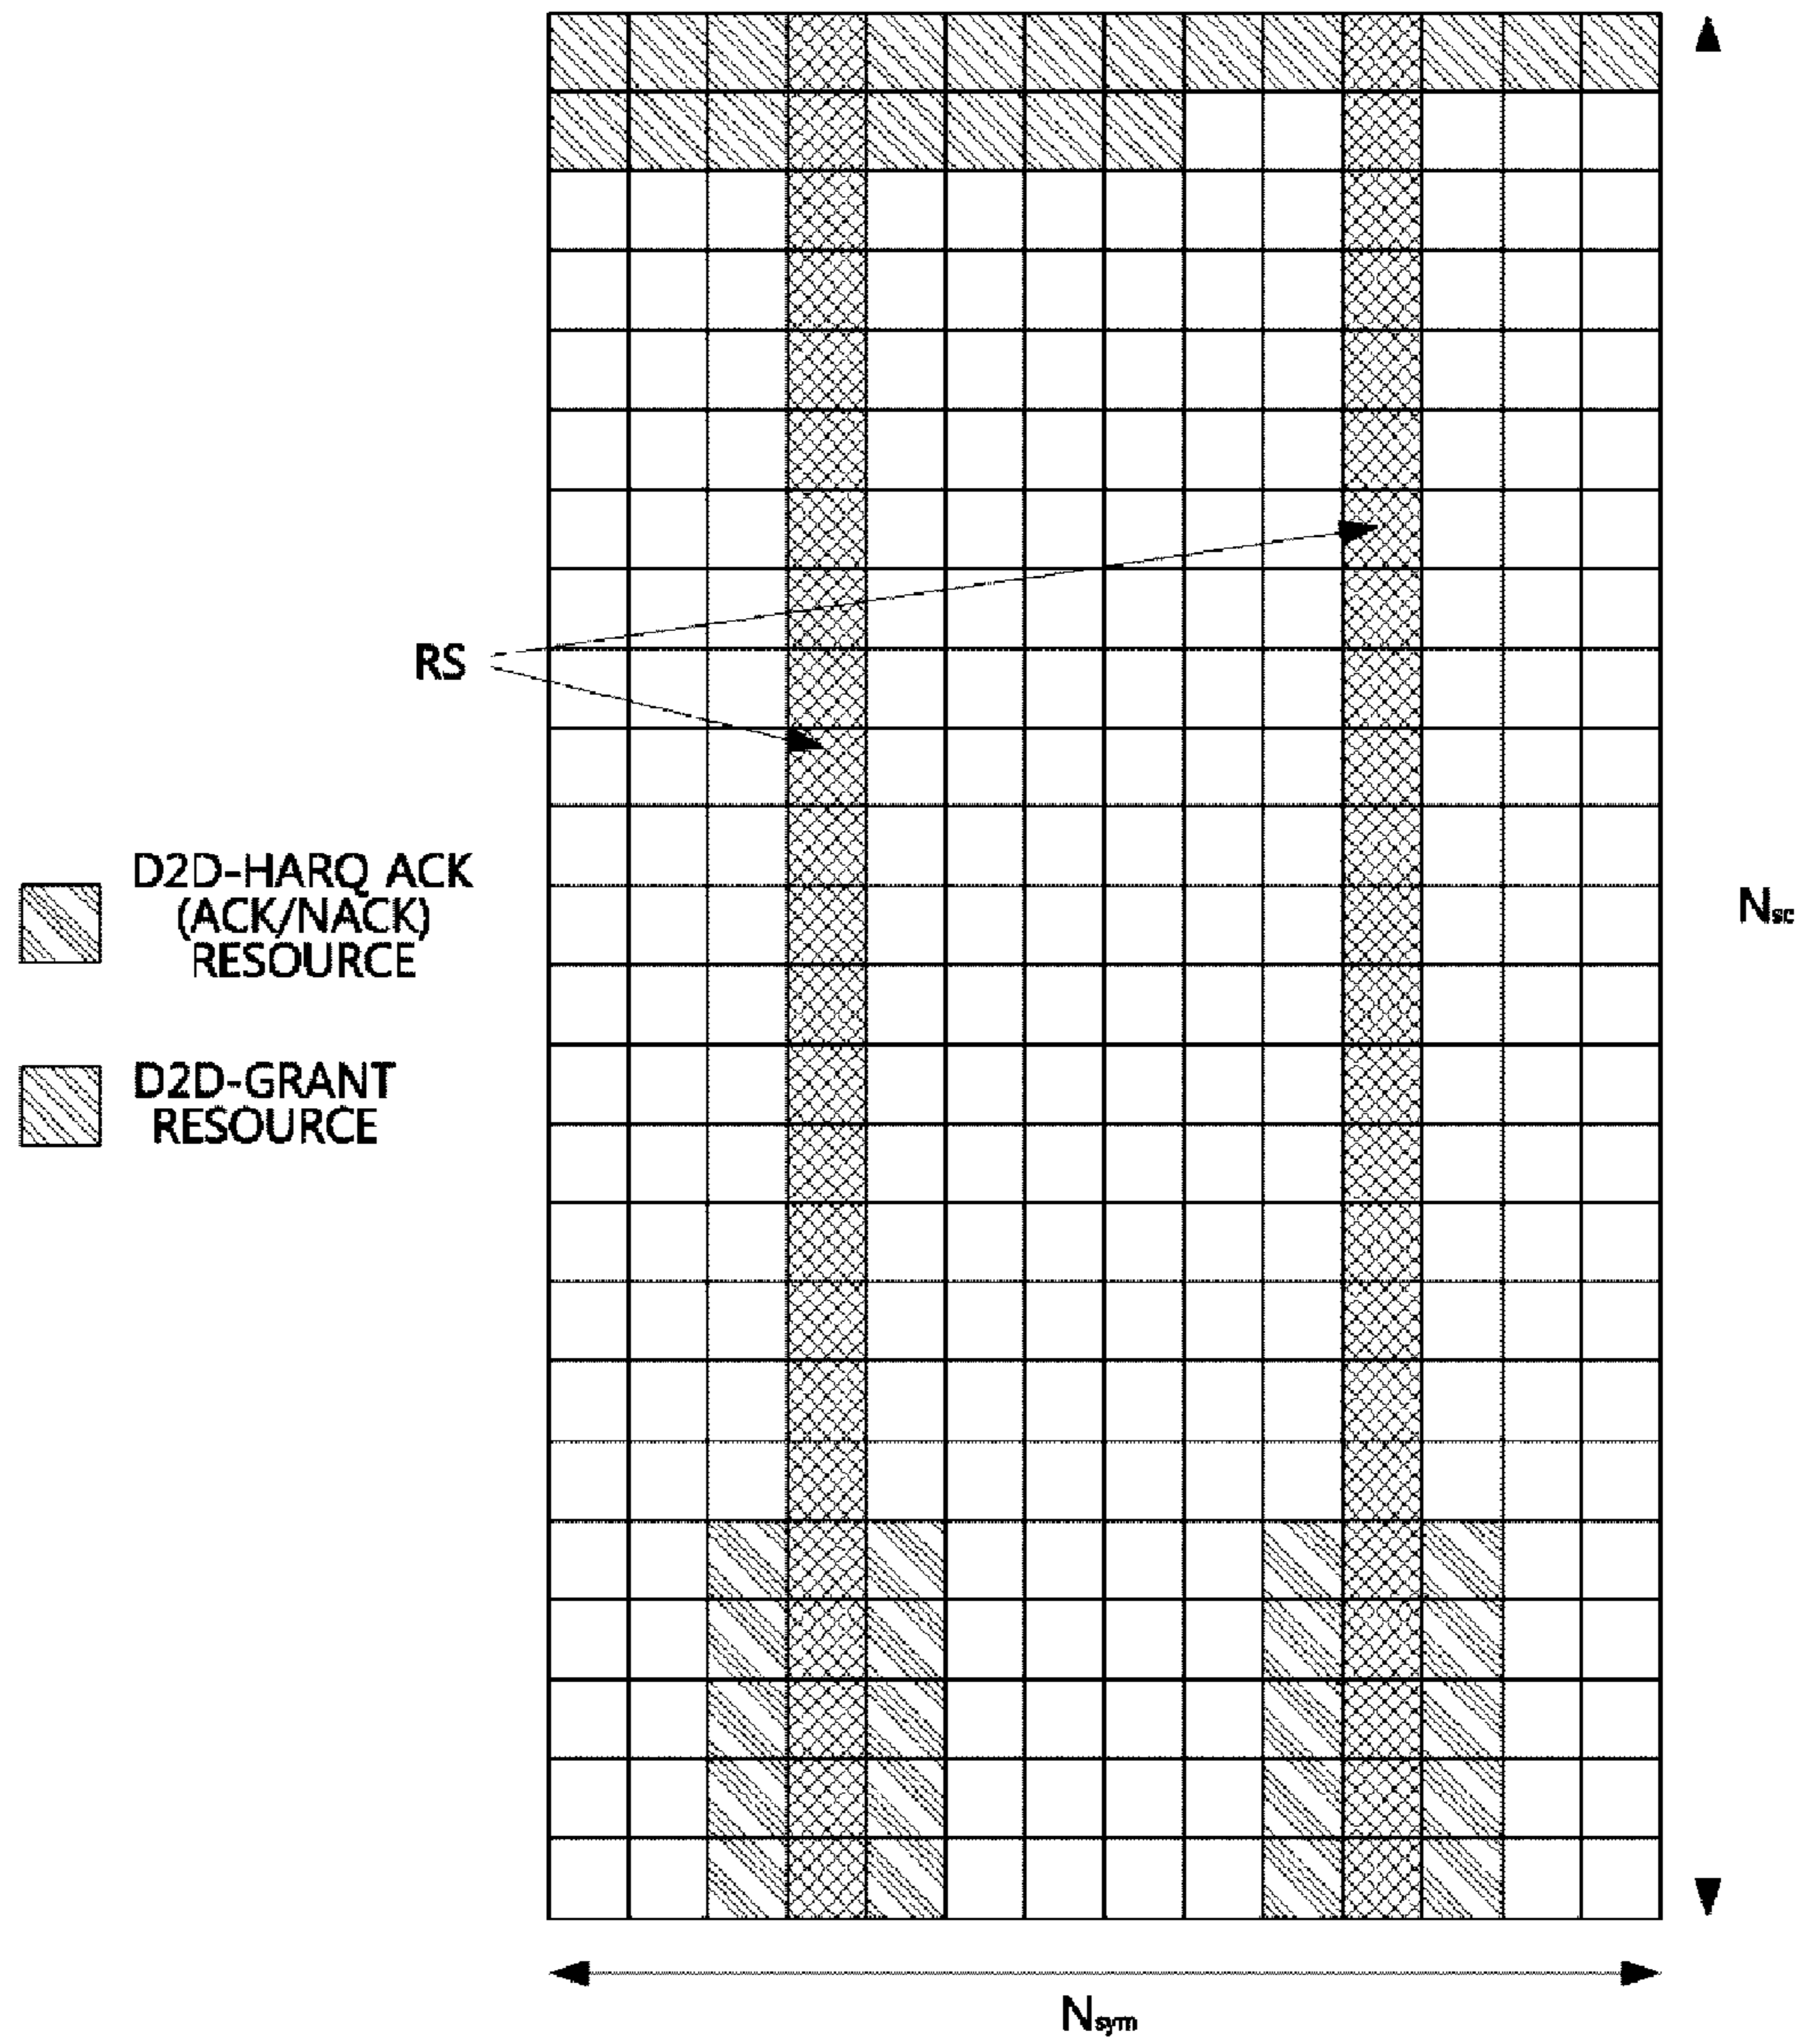 RS
D2D-HARQ ACK
(ACK/NACK)
RESOURCE
D2D-GRANT
RESOURCE
Nsc
Nsym